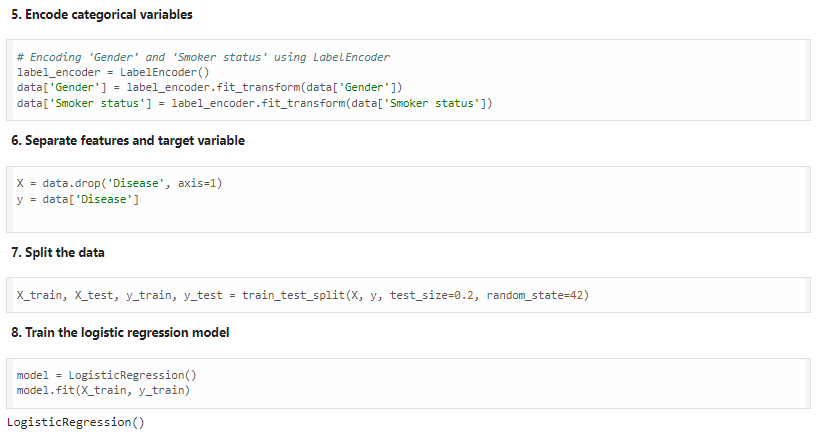 5. Encode categorical variables
# Encoding 'Gender' and 'Smoker status' using LabelEncoder
label_encoder = LabelEncoder()
data['Gender'] = label_encoder.fit_transform(data['Gender'])
data['Smoker status'] = label_encoder.fit_transform(data['Smoker status'])
6. Separate features and target variable
X = data.drop('Disease', axis=1)
y = data['Disease']
7. Split the data
X_train, X_test, y_train, y_test = train_test_split(X, y, test_size=0.2, random_state=42)
8. Train the logistic regression model
model = LogisticRegression()
model.fit(X_train, y_train)
LogisticRegression()